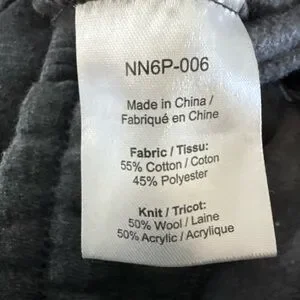 NN6P-006
Made in China /
Fabriqué en Chine
Fabric / Tissu:
55% Cotton / Coton
45% Polyester
Knit / Tricot:
50% Wool / Laine
50% Acrylic / Acrylique